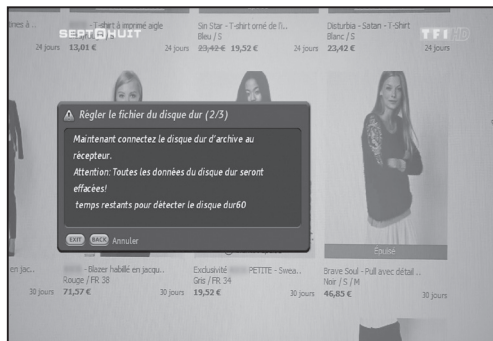 - T-shirt à imprimé aigle
13,01 €
24 jours
Sin Star - T-shirt orné de l'i..
Bleu / S
23,42 € 19,52 €
24 jours
Disturbia - Satan - T-Shirt
Blanc / S
23,42 €
24 jours
24 jours
SEPT À HUIT
TF1 HD
Régler le fichier du disque dur (2/3)
Maintenant connectez le disque dur d'archive au
récepteur.
Attention: Toutes les données du disque dur seront
effacées!
temps restants pour détecter le disque dur60
EXIT BACK Annuler
Épuisé
en jac..
30 jours
- Blazer habillé en jacqu..
Rouge / FR 38
71,57 €
30 jours
Exclusivité PETITE - Swea..
Gris / FR 34
19,52 €
30 jours
Brave Soul - Pull avec détail ..
Noir / S / M
46,85 €
30 jours